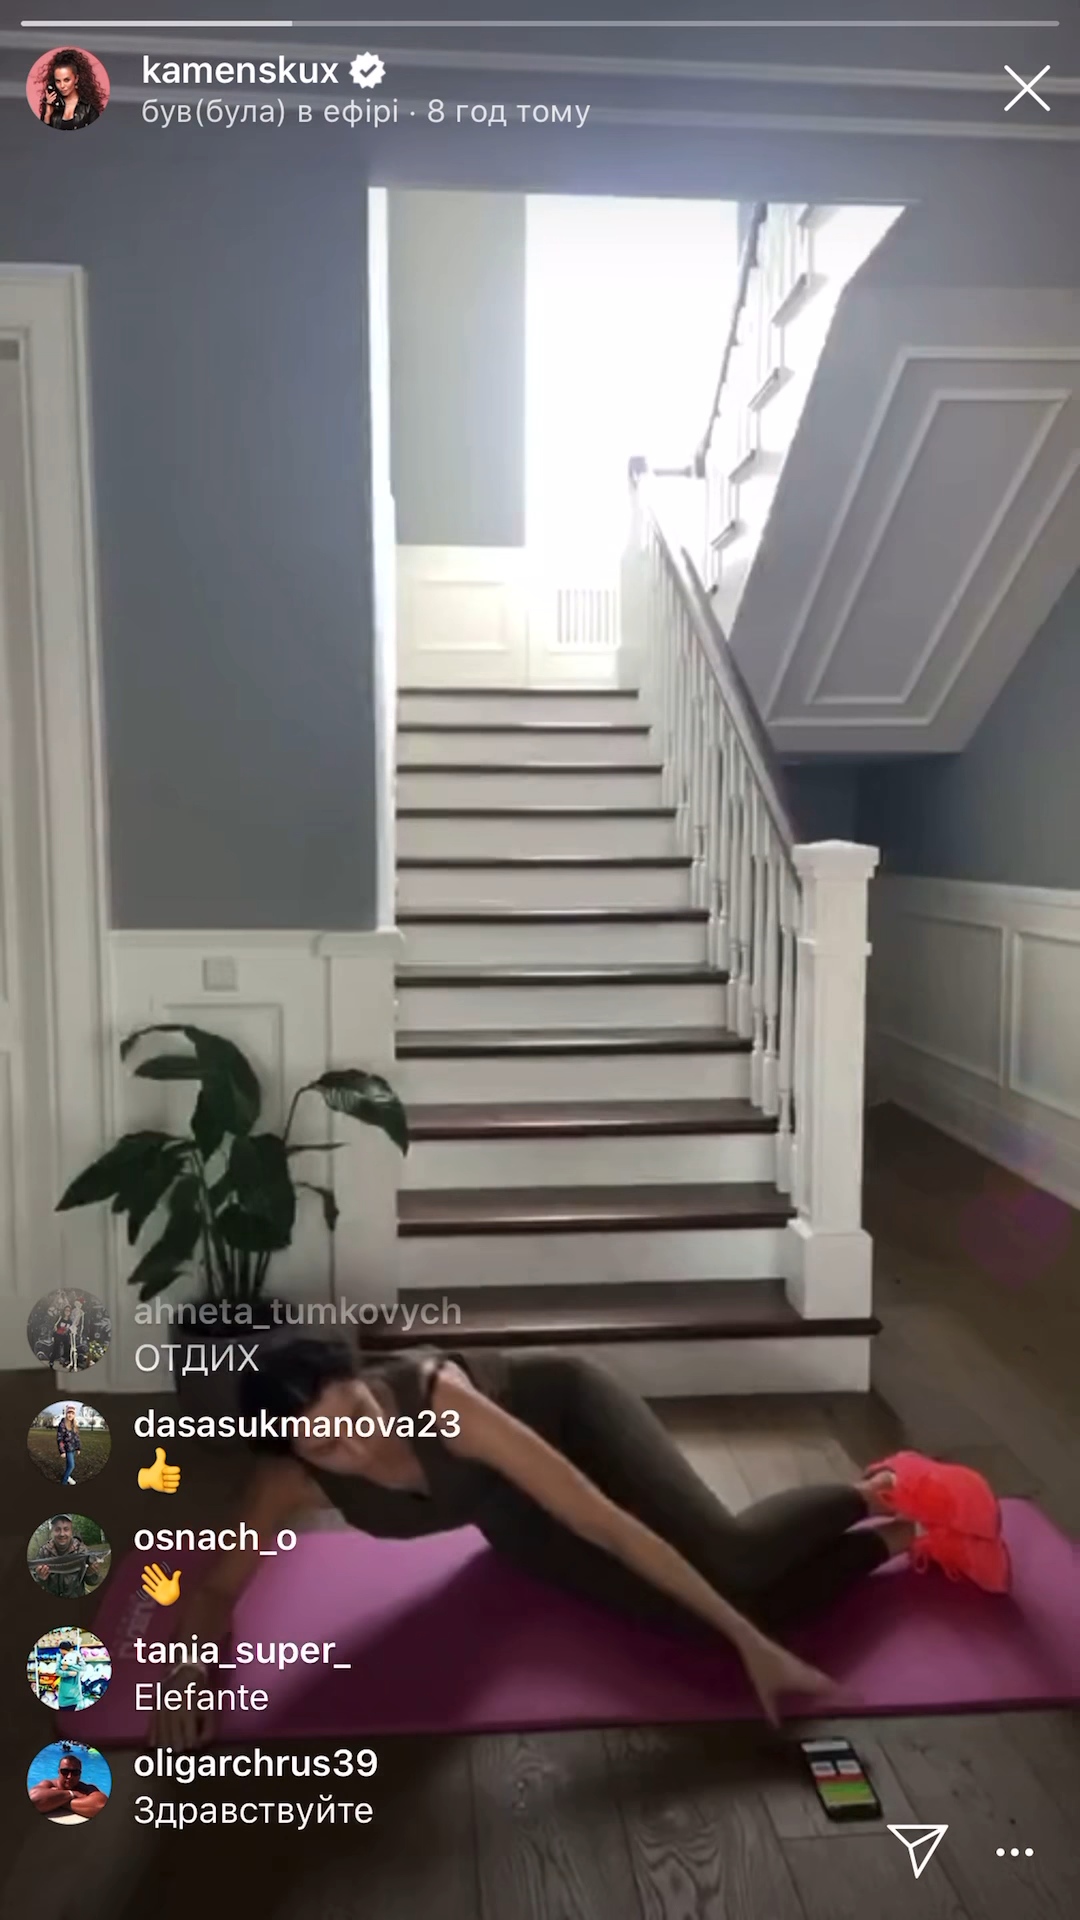 kamenskux
був(була) в ефірі · 8 год тому
ahneta_tumkovych
ОТДИХ
dasasukmanova23
👍
osnach_o
👋
tania_super_
Elefante
oligarchrus39
Здравствуйте